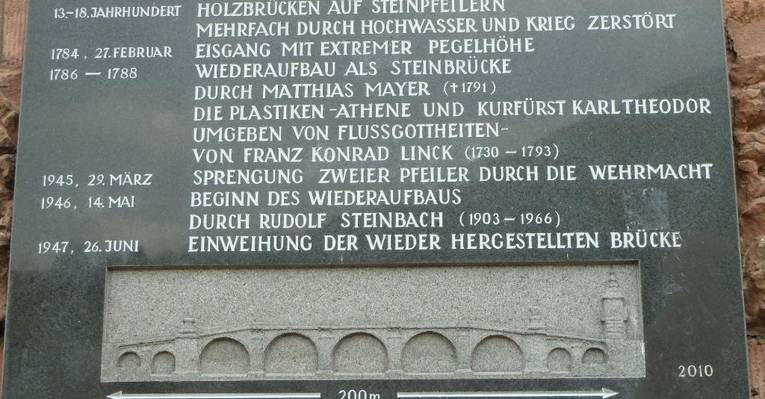 13.-18. JAHRHUNDERT HOLZBRÜCKEN AUF STEINPFEILERN
MEHRFACH DURCH HOCHWASSER UND KRIEG ZERSTÖRT
1784, 27. FEBRUAR EISGANG MIT EXTREMER PEGELHÖHE
1786 – 1788 WIEDERAUFBAU ALS STEINBRÜCKE
DURCH MATTHIAS MAYER (†1791)
DIE PLASTIKEN -ATHENE UND KURFÜRST KARL THEODOR
UMGEBEN VON FLUSSGOTTHEITEN-
VON FRANZ KONRAD LINCK (1730 – 1793)
1945, 29. MÄRZ SPRENGUNG ZWEIER PFEILER DURCH DIE WEHRMACHT
1946, 14. MAI BEGINN DES WIEDERAUFBAUS
DURCH RUDOLF STEINBACH (1903 – 1966)
1947, 26. JUNI EINWEIHUNG DER WIEDER HERGESTELLTEN BRÜCKE
2010
200m